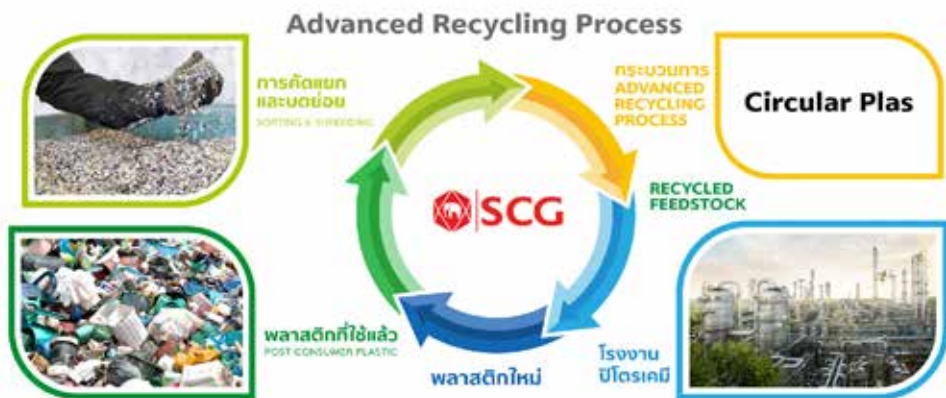 Advanced Recycling Process
การคัดแยก
และบดย่อย
SORTING & SHREDDING
กระบวนการ
ADVANCED
RECYCLING
PROCESS
Circular Plas
SCG
RECYCLED
FEEDSTOCK
พลาสติกที่ใช้แล้ว
POST CONSUMER PLASTIC
พลาสติกใหม่
โรงงาน
ปิโตรเคมี